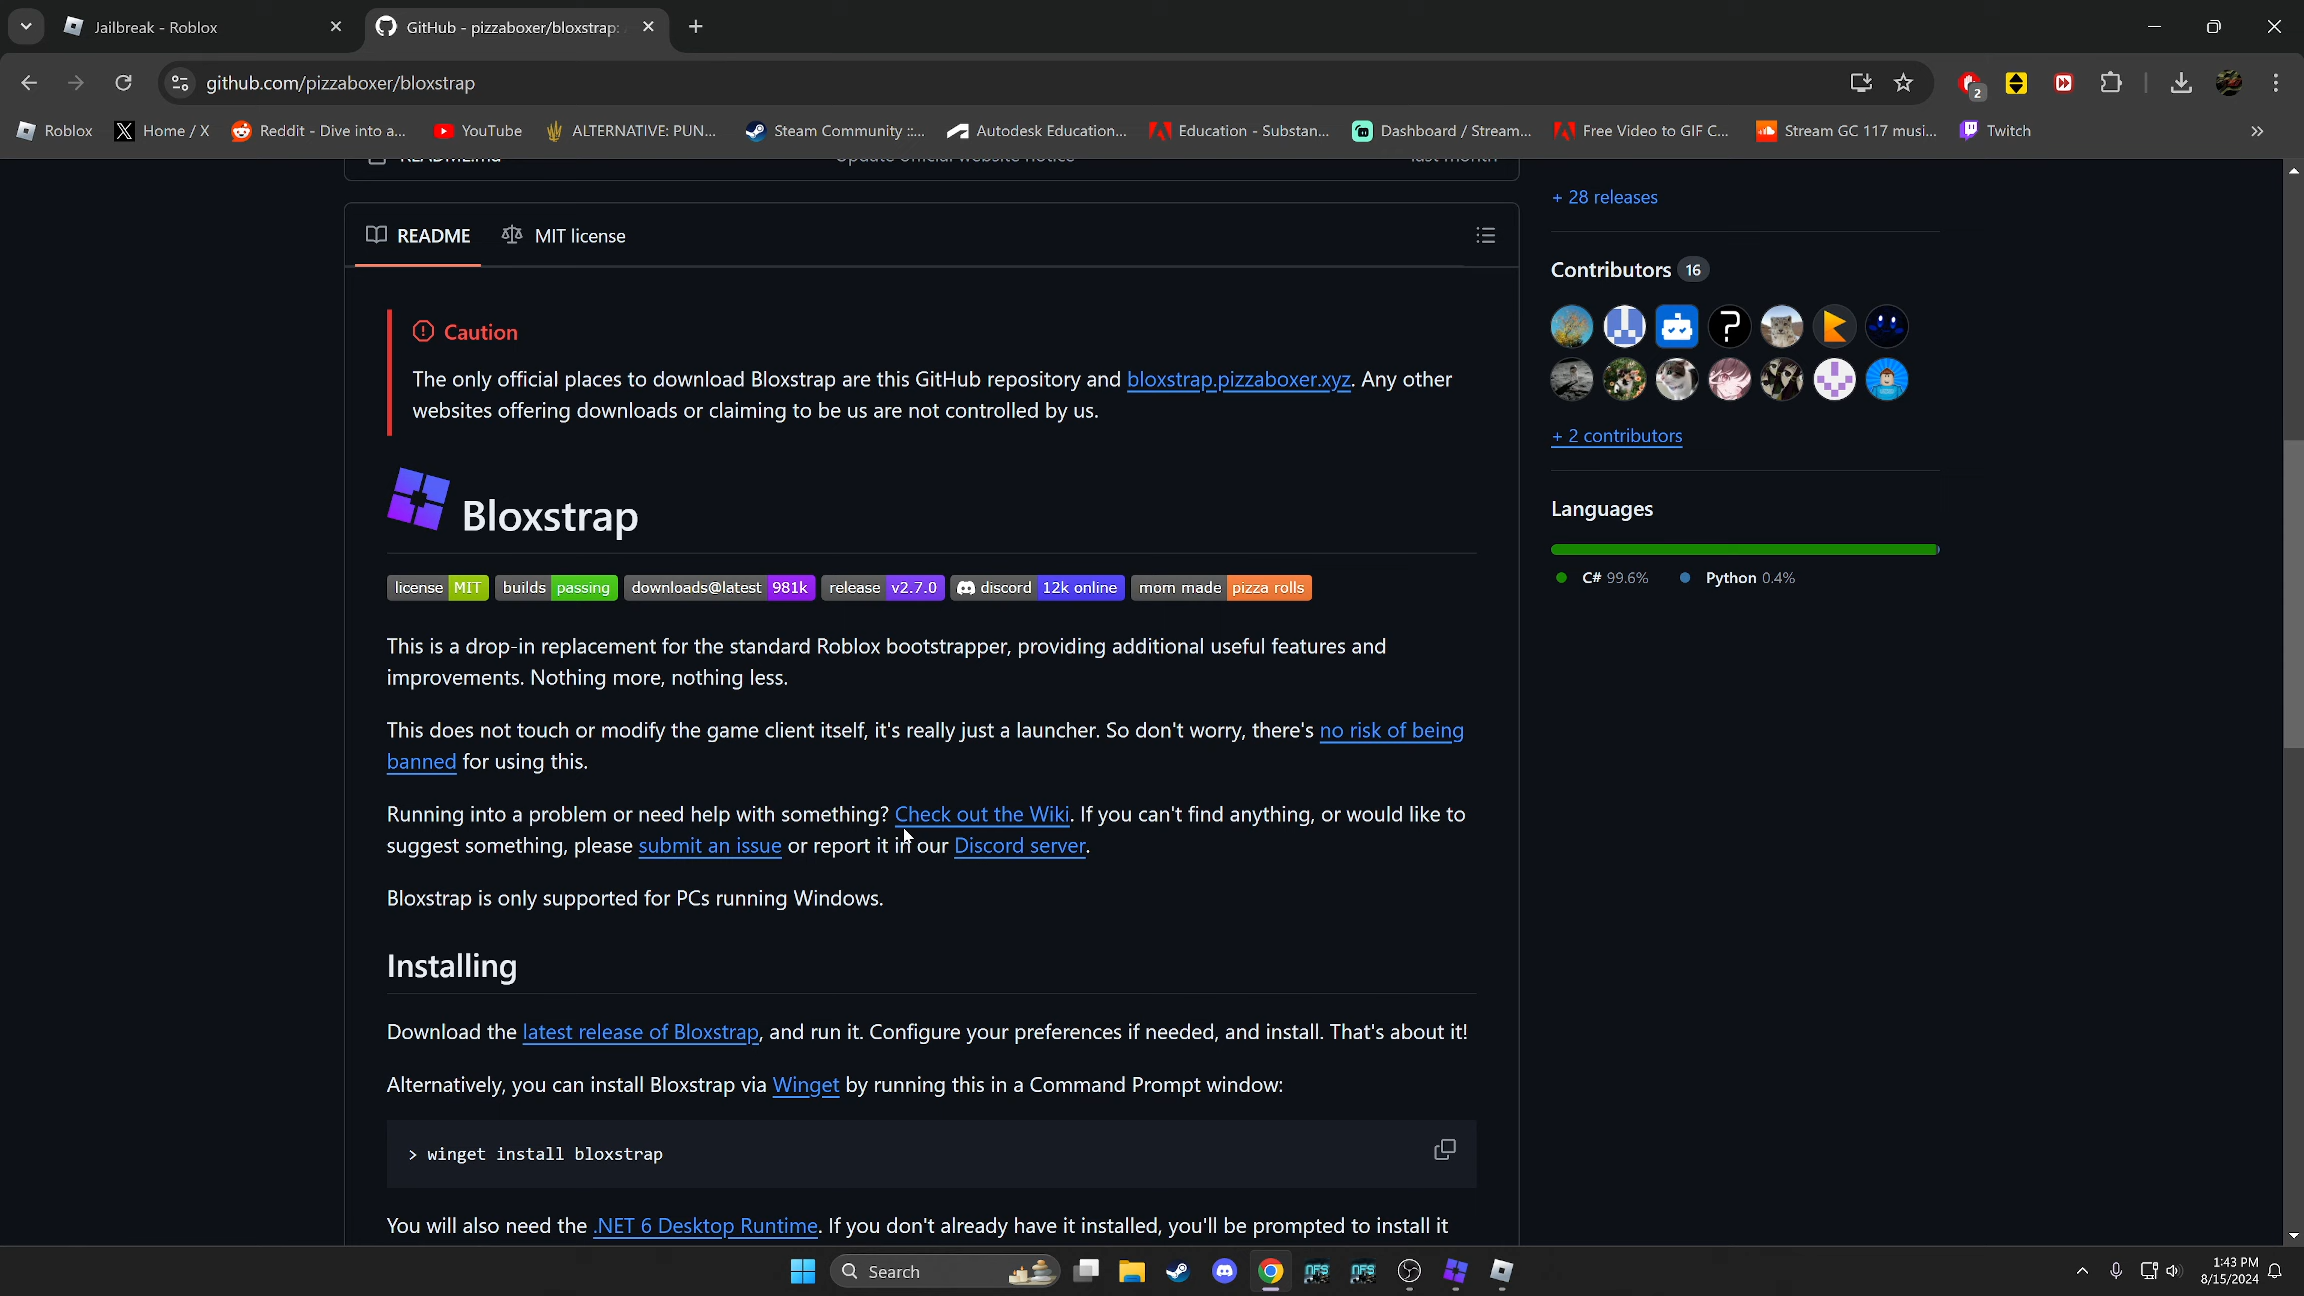 Jailbreak - Roblox
GitHub - pizzaboxer/bloxstrap:
github.com/pizzaboxer/bloxstrap
2
Roblox
Home / X
Reddit - Dive into a...
YouTube
ALTERNATIVE: PUN...
Steam Community ::...
Autodesk Education...
Education - Substan...
Dashboard / Stream...
Free Video to GIF C...
Stream GC 117 musi...
Twitch
README.md
Update official website notice
last month
README
MIT license
Caution
The only official places to download Bloxstrap are this GitHub repository and bloxstrap.pizzaboxer.xyz. Any other
websites offering downloads or claiming to be us are not controlled by us.
Bloxstrap
license MIT
builds passing
downloads@latest 981k
release v2.7.0
discord 12k online
mom made pizza rolls
This is a drop-in replacement for the standard Roblox bootstrapper, providing additional useful features and
improvements. Nothing more, nothing less.
This does not touch or modify the game client itself, it's really just a launcher. So don't worry, there's no risk of being
banned for using this.
Running into a problem or need help with something? Check out the Wiki. If you can't find anything, or would like to
suggest something, please submit an issue or report it in our Discord server.
Bloxstrap is only supported for PCs running Windows.
Installing
Download the latest release of Bloxstrap, and run it. Configure your preferences if needed, and install. That's about it!
Alternatively, you can install Bloxstrap via Winget by running this in a Command Prompt window:
> winget install bloxstrap
You will also need the .NET 6 Desktop Runtime. If you don't already have it installed, you'll be prompted to install it
+ 28 releases
Contributors 16
+ 2 contributors
Languages
C# 99.6%
Python 0.4%
Search
NFS
NFS
1:43 PM
8/15/2024